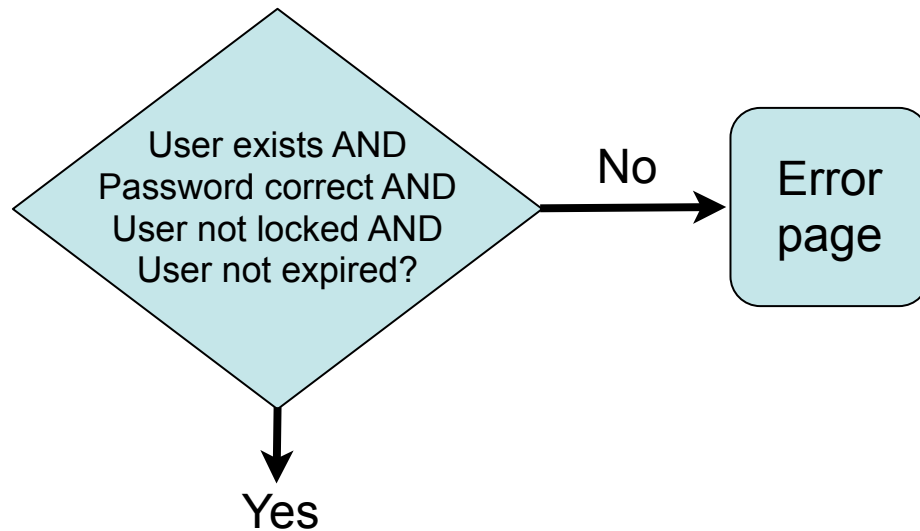 User exists AND
Password correct AND
User not locked AND
User not expired?
No
Error
page
Yes